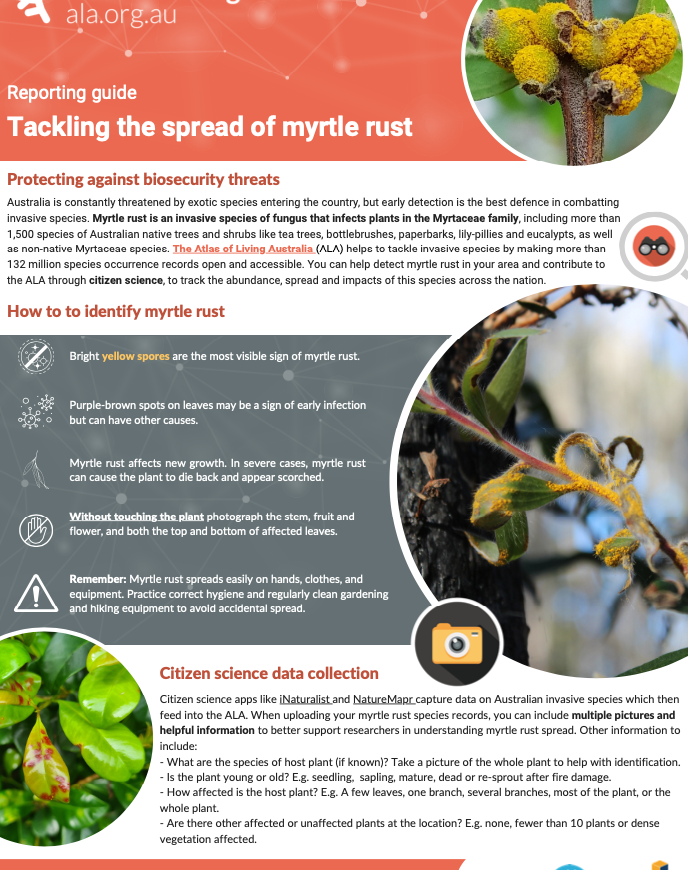 ala.org.au
Reporting guide
Tackling the spread of myrtle rust
Protecting against biosecurity threats
Australia is constantly threatened by exotic species entering the country, but early detection is the best defence in combatting
invasive species. Myrtle rust is an invasive species of fungus that infects plants in the Myrtaceae family, including more than
1,500 species of Australian native trees and shrubs like tea trees, bottlebrushes, paperbarks, lily-pillies and eucalypts, as well
as non-native Myrtaceae species. The Atlas of Living Australia (ALA) helps to tackle invasive species by making more than
132 million species occurrence records open and accessible. You can help detect myrtle rust in your area and contribute to
the ALA through citizen science, to track the abundance, spread and impacts of this species across the nation.
How to to identify myrtle rust
Bright yellow spores are the most visible sign of myrtle rust.
Purple-brown spots on leaves may be a sign of early infection
but can have other causes.
Myrtle rust affects new growth. In severe cases, myrtle rust
can cause the plant to die back and appear scorched.
Without touching the plant photograph the stem, fruit and
flower, and both the top and bottom of affected leaves.
Remember: Myrtle rust spreads easily on hands, clothes, and
equipment. Practice correct hygiene and regularly clean gardening
and hiking equipment to avoid accidental spread.
Citizen science data collection
Citizen science apps like iNaturalist and NatureMapr capture data on Australian invasive species which then
feed into the ALA. When uploading your myrtle rust species records, you can include multiple pictures and
helpful information to better support researchers in understanding myrtle rust spread. Other information to
include:
- What are the species of host plant (if known)? Take a picture of the whole plant to help with identification.
- Is the plant young or old? E.g. seedling, sapling, mature, dead or re-sprout after fire damage.
- How affected is the host plant? E.g. A few leaves, one branch, several branches, most of the plant, or the
whole plant.
- Are there other affected or unaffected plants at the location? E.g. none, fewer than 10 plants or dense
vegetation affected.